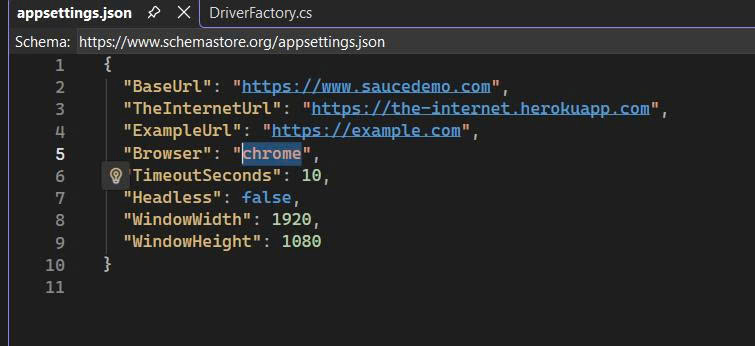 appsettings.json DriverFactory.cs
Schema: https://www.schemastore.org/appsettings.json
1 {
2 "BaseUrl": "https://www.saucedemo.com",
3 "TheInternetUrl": "https://the-internet.herokuapp.com",
4 "ExampleUrl": "https://example.com",
5 "Browser": "chrome",
6 "TimeoutSeconds": 10,
7 "Headless": false,
8 "WindowWidth": 1920,
9 "WindowHeight": 1080
10 }
11